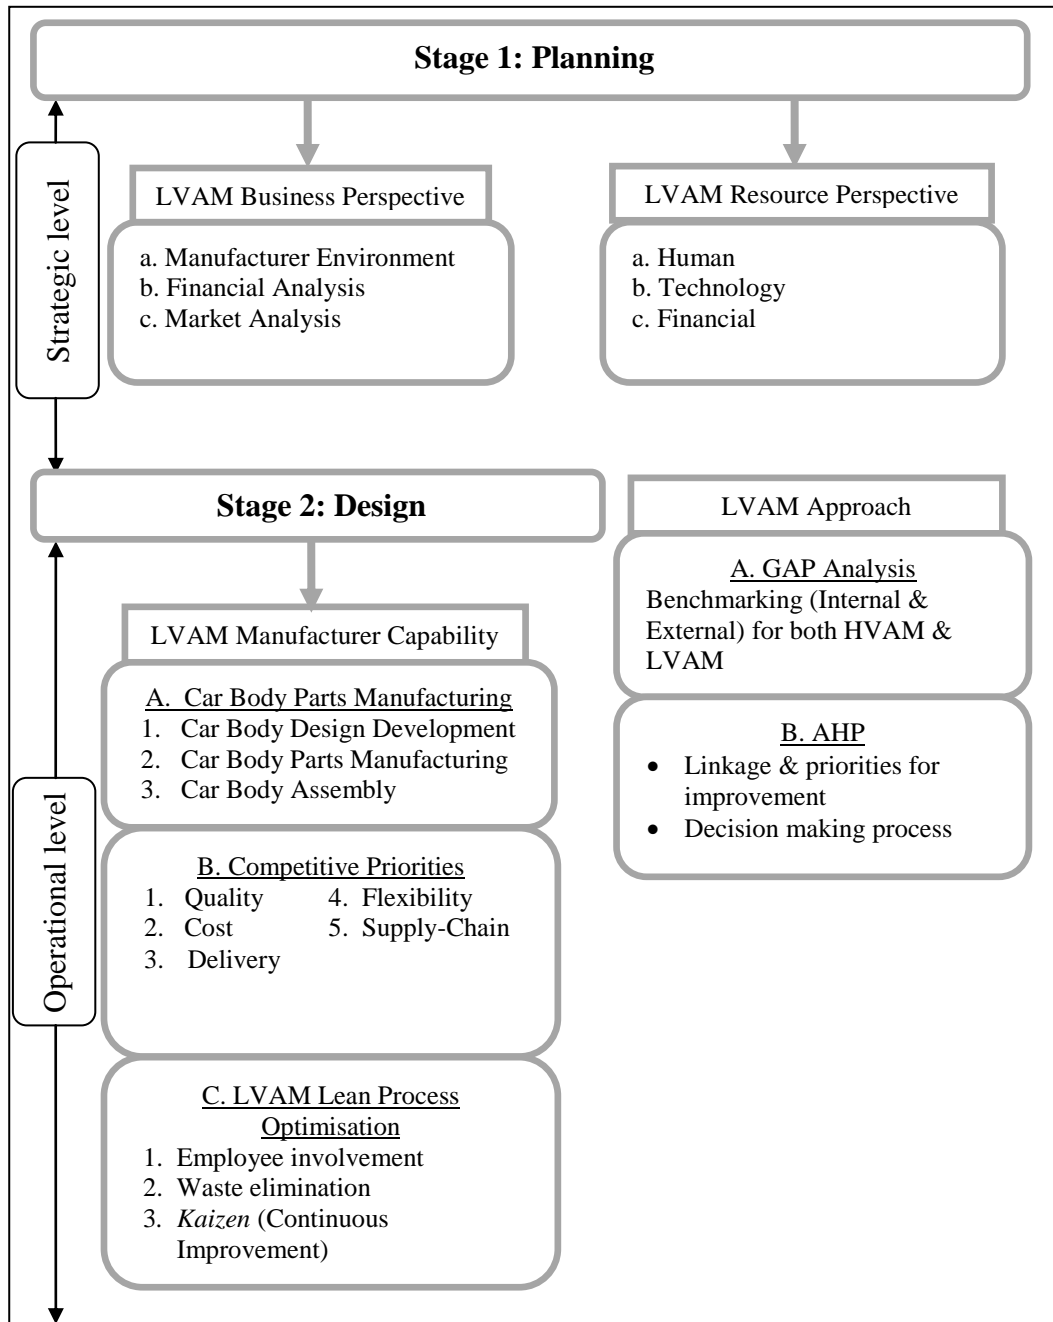 Stage 1: Planning
Strategic level
LVAM Business Perspective
a. Manufacturer Environment
b. Financial Analysis
c. Market Analysis
LVAM Resource Perspective
a. Human
b. Technology
c. Financial
Stage 2: Design
Operational level
LVAM Manufacturer Capability
A. Car Body Parts Manufacturing
1. Car Body Design Development
2. Car Body Parts Manufacturing
3. Car Body Assembly
B. Competitive Priorities
1. Quality 4. Flexibility
2. Cost 5. Supply-Chain
3. Delivery
C. LVAM Lean Process
Optimisation
1. Employee involvement
2. Waste elimination
3. Kaizen (Continuous
Improvement)
LVAM Approach
A. GAP Analysis
Benchmarking (Internal &
External) for both HVAM &
LVAM
B. AHP
• Linkage & priorities for
improvement
• Decision making process